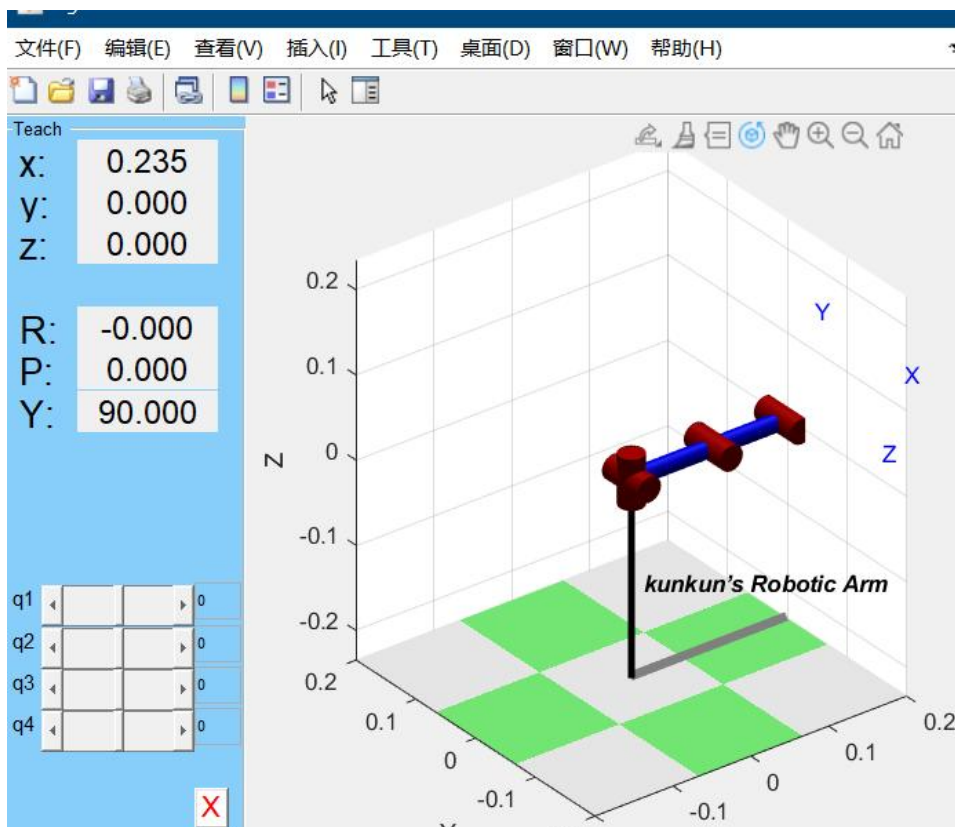 文件(F) 编辑(E) 查看(V) 插入(I) 工具(T) 桌面(D) 窗口(W) 帮助(H)
Teach
x: 0.235
y: 0.000
z: 0.000
R: -0.000
P: 0.000
Y: 90.000
q1 0
q2 0
q3 0
q4 0
X
0.2
0.1
0
-0.1
-0.2
Z
Y
X
Z
kunkun's Robotic Arm
0.2
0.1
0
-0.1
-0.1
0
0.1
0.2